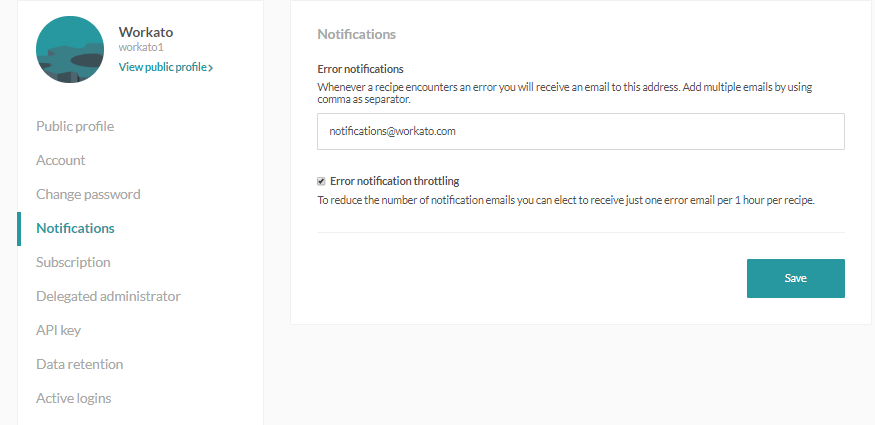 Workato
workato1
View public profile
Public profile
Account
Change password
Notifications
Subscription
Delegated administrator
API key
Data retention
Active logins
Notifications
Error notifications
Whenever a recipe encounters an error you will receive an email to this address. Add multiple emails by using
comma as separator.
notifications@workato.com
Error notification throttling
To reduce the number of notification emails you can elect to receive just one error email per 1 hour per recipe.
Save